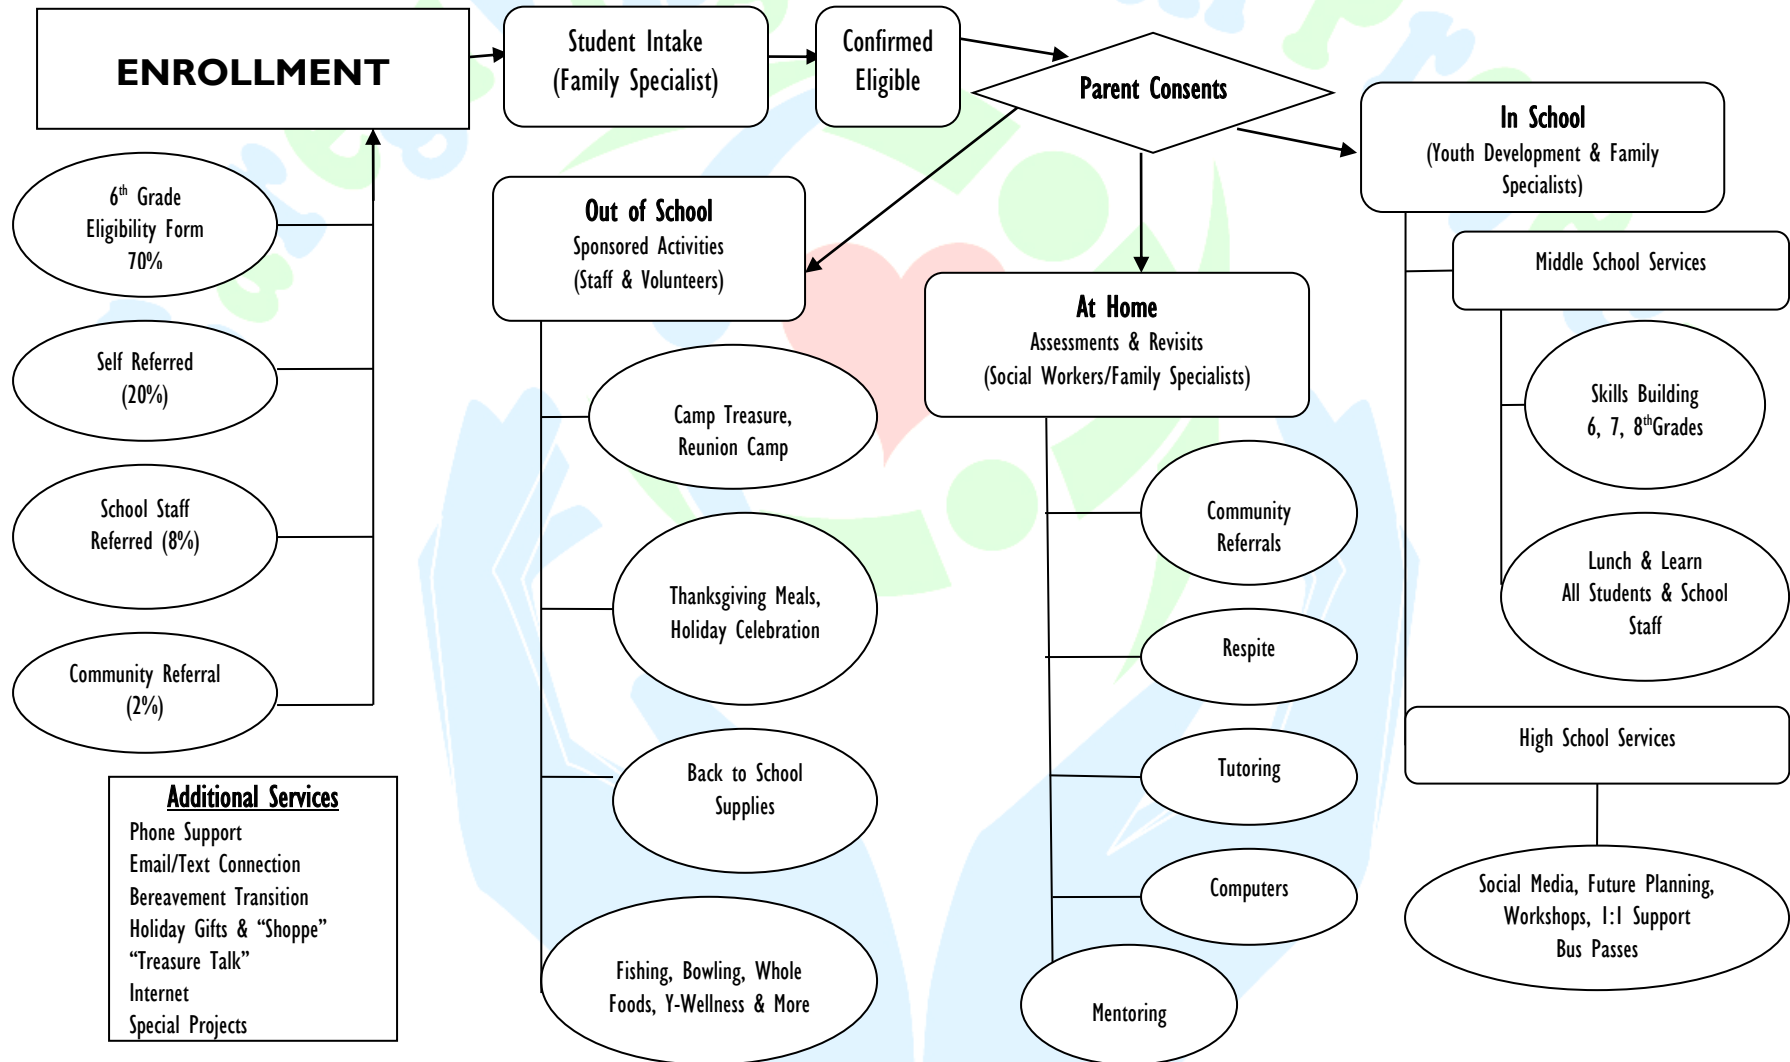 ENROLLMENT
Student Intake
(Family Specialist)
Confirmed
Eligible
Parent Consents
In School
(Youth Development & Family
Specialists)
6th Grade
Eligibility Form
70%
Self Referred
(20%)
School Staff
Referred (8%)
Community Referral
(2%)
Additional Services
Phone Support
Email/Text Connection
Bereavement Transition
Holiday Gifts & “Shoppe”
“Treasure Talk”
Internet
Special Projects
Out of School
Sponsored Activities
(Staff & Volunteers)
Camp Treasure,
Reunion Camp
Thanksgiving Meals,
Holiday Celebration
Back to School
Supplies
Fishing, Bowling, Whole
Foods, Y-Wellness & More
At Home
Assessments & Revisits
(Social Workers/Family Specialists)
Community
Referrals
Respite
Tutoring
Computers
Mentoring
Middle School Services
Skills Building
6, 7, 8thGrades
Lunch & Learn
All Students & School
Staff
High School Services
Social Media, Future Planning,
Workshops, 1:1 Support
Bus Passes